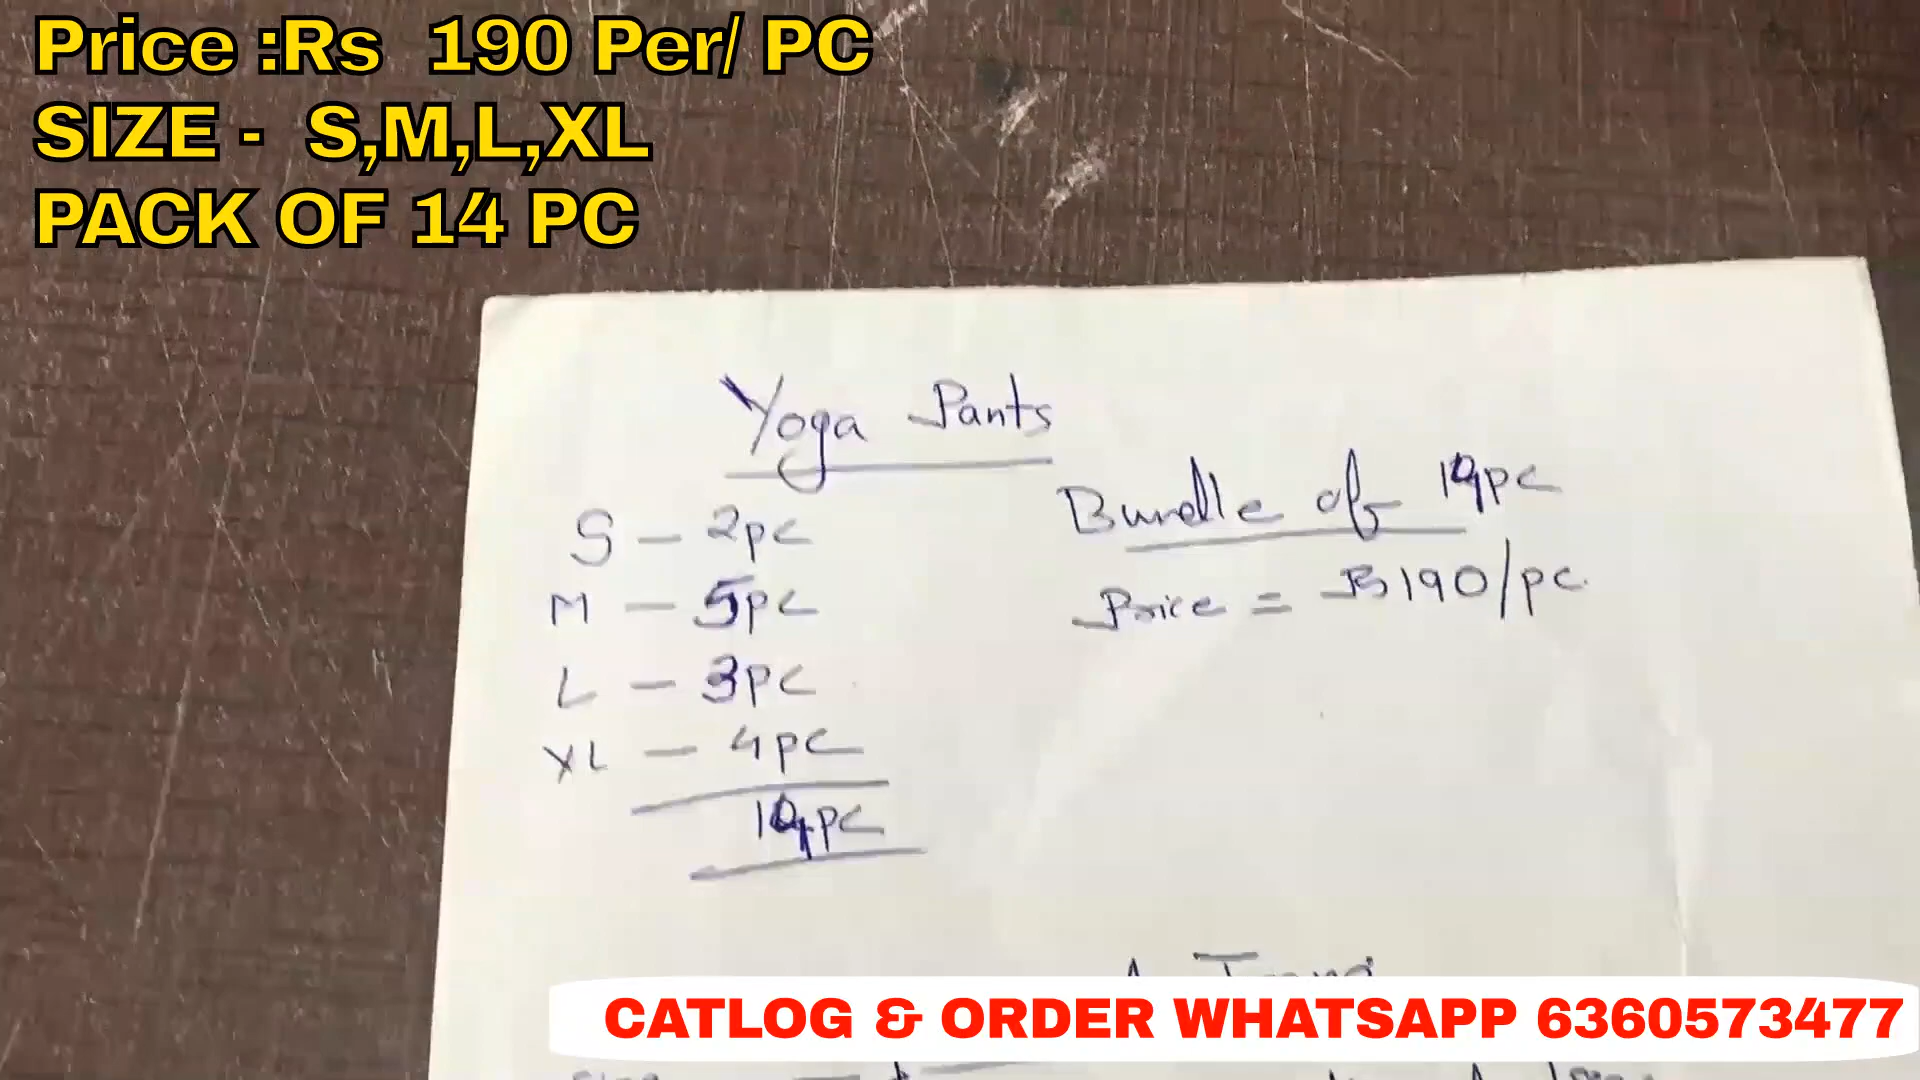 Price :Rs 190 Per/ PC
SIZE - S,M,L,XL
PACK OF 14 PC
Yoga Pants
Bundle of 14pc
S - 2pc
Price = Rs 190/pc.
M - 5pc
L - 3pc
XL - 4pc
14pc
CATLOG & ORDER WHATSAPP 6360573477